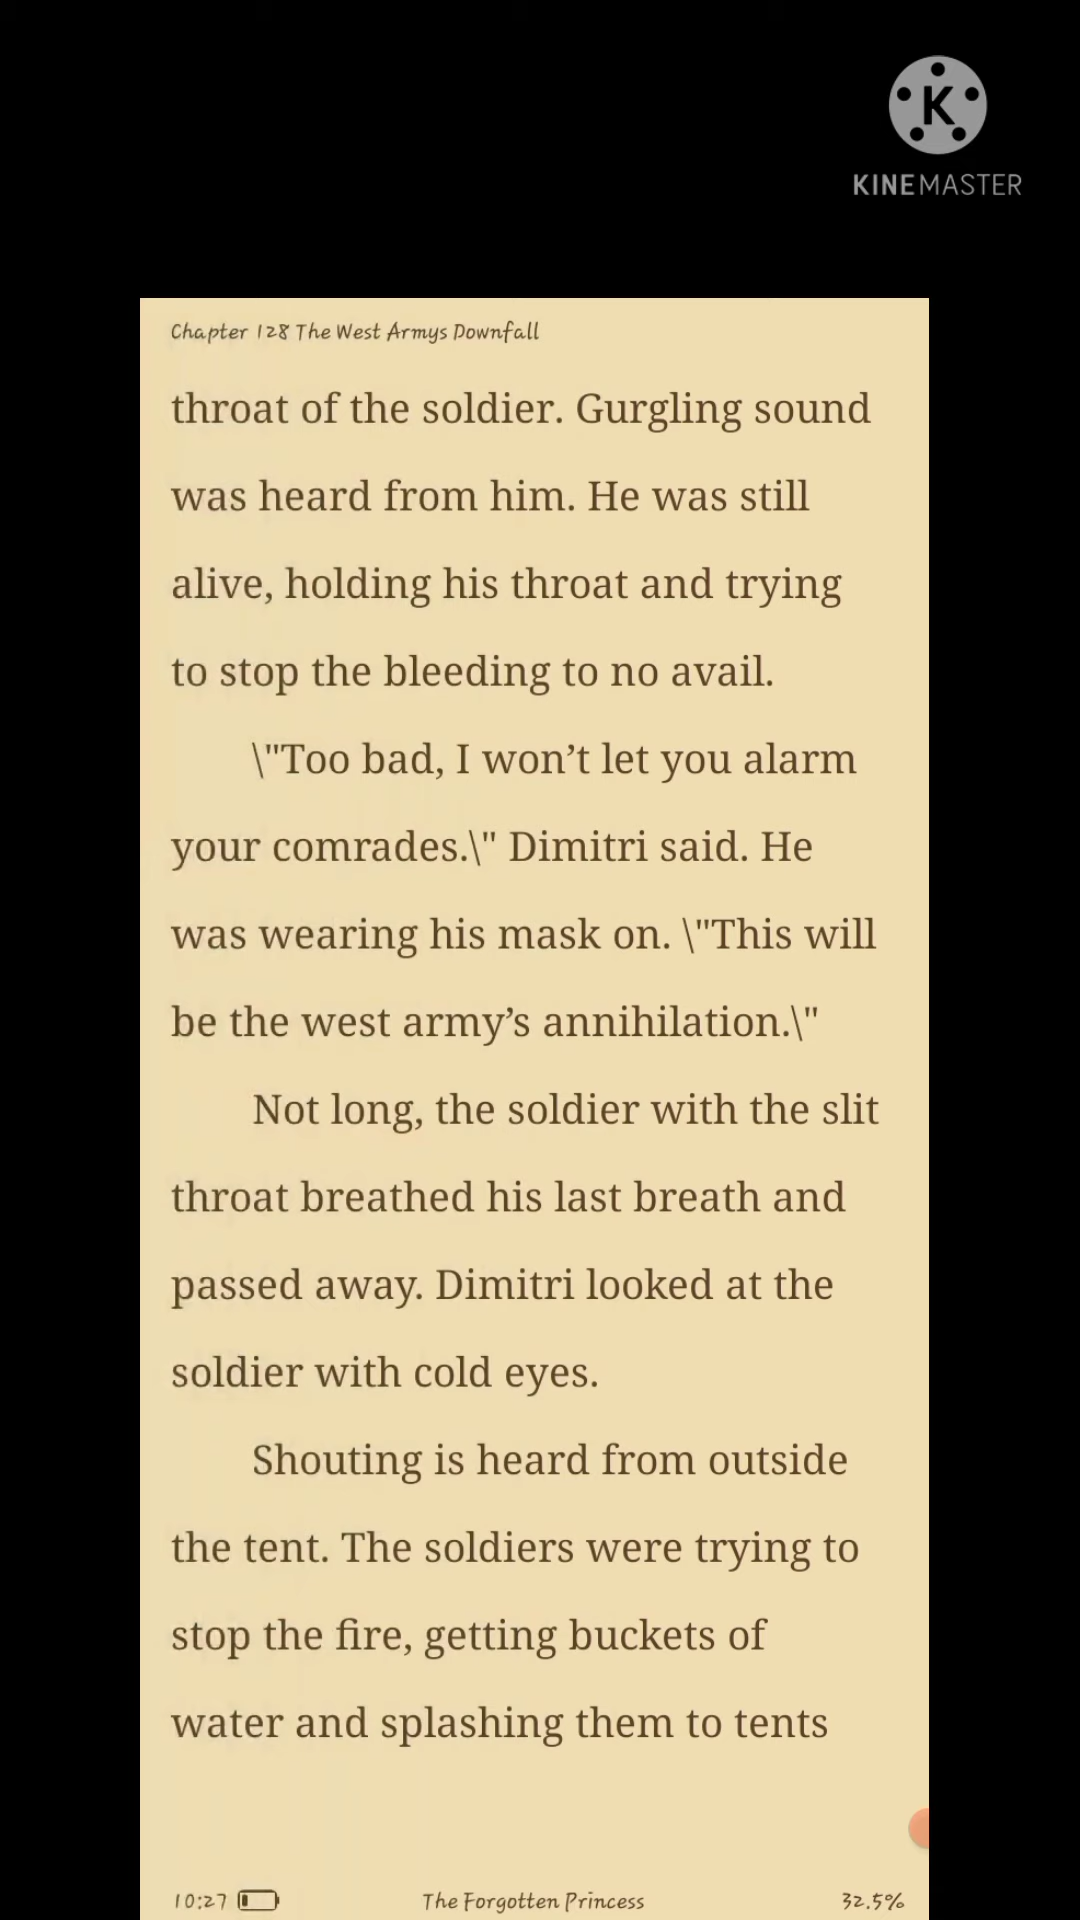 K
KINEMASTER
Chapter 128 The West Armys Downfall
throat of the soldier. Gurgling sound
was heard from him. He was still
alive, holding his throat and trying
to stop the bleeding to no avail.
\"Too bad, I won’t let you alarm
your comrades.\" Dimitri said. He
was wearing his mask on. \"This will
be the west army’s annihilation.\"
Not long, the soldier with the slit
throat breathed his last breath and
passed away. Dimitri looked at the
soldier with cold eyes.
Shouting is heard from outside
the tent. The soldiers were trying to
stop the fire, getting buckets of
water and splashing them to tents
10:27 The Forgotten Princess 32.5%